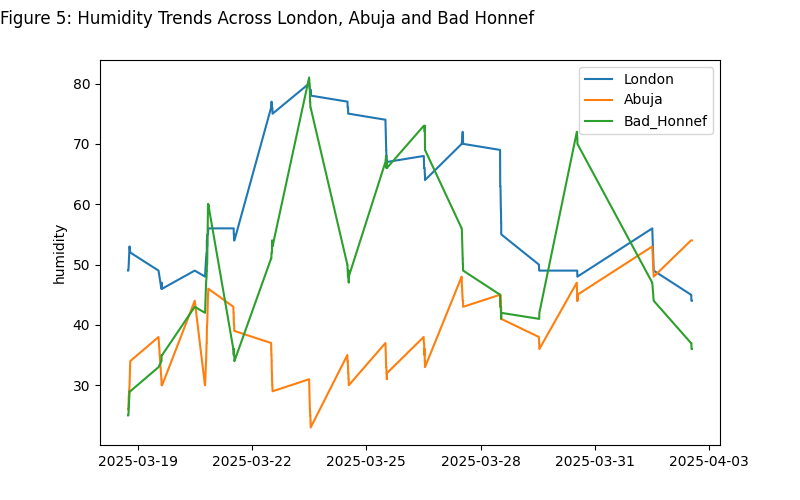 Figure 5: Humidity Trends Across London, Abuja and Bad Honnef
London
Abuja
Bad_Honnef
80
70
60
50
40
30
humidity
2025-03-19 2025-03-22 2025-03-25 2025-03-28 2025-03-31 2025-04-03